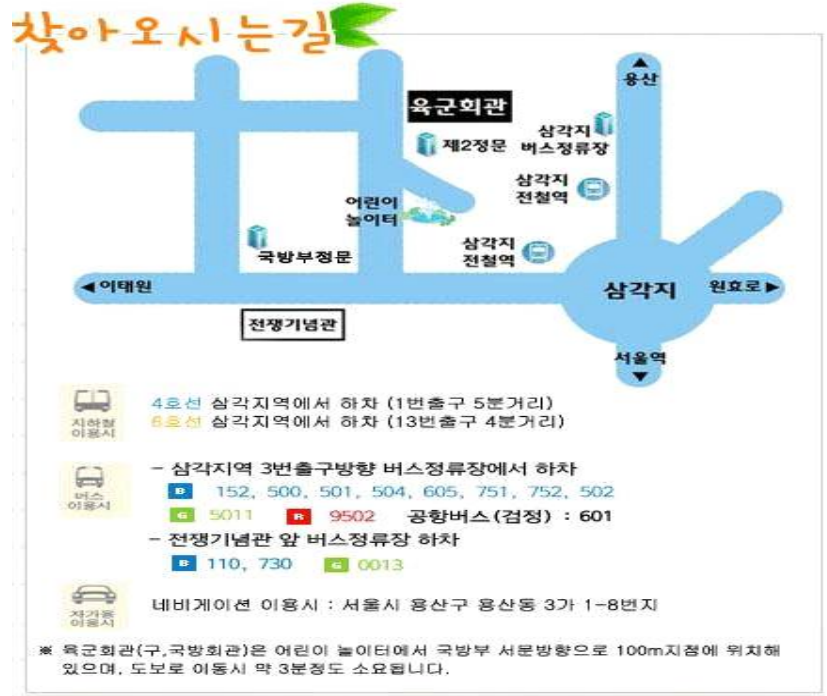 찾아오시는길
▲
용산
육군회관
제2정문
삼각지
버스정류장
삼각지
전철역
어린이
놀이터
삼각지
전철역
국방부정문
◀이태원
삼각지
원효로▶
전쟁기념관
서울역
▼
지하철
이용시
4호선 삼각지역에서 하차 (1번출구 5분거리)
6호선 삼각지역에서 하차 (13번출구 4분거리)
버스
이용시
- 삼각지역 3번출구방향 버스정류장에서 하차
B 152, 500, 501, 504, 605, 751, 752, 502
G 5011 R 9502 공항버스(검정) : 601
- 전쟁기념관 앞 버스정류장 하차
B 110, 730 G 0013
자가용
이용시
네비게이션 이용시 : 서울시 용산구 용산동 3가 1-8번지
※ 육군회관(구,국방회관)은 어린이 놀이터에서 국방부 서문방향으로 100m지점에 위치해
있으며, 도보로 이동시 약 3분정도 소요됩니다.